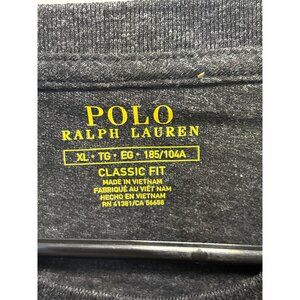 POLO
RALPH LAUREN
XL • TG • EG • 185/104A
CLASSIC FIT
MADE IN VIETNAM
FABRIQUÉ AU VIÊT NAM
HECHO EN VIETNAM
RN 41381/CA 56658